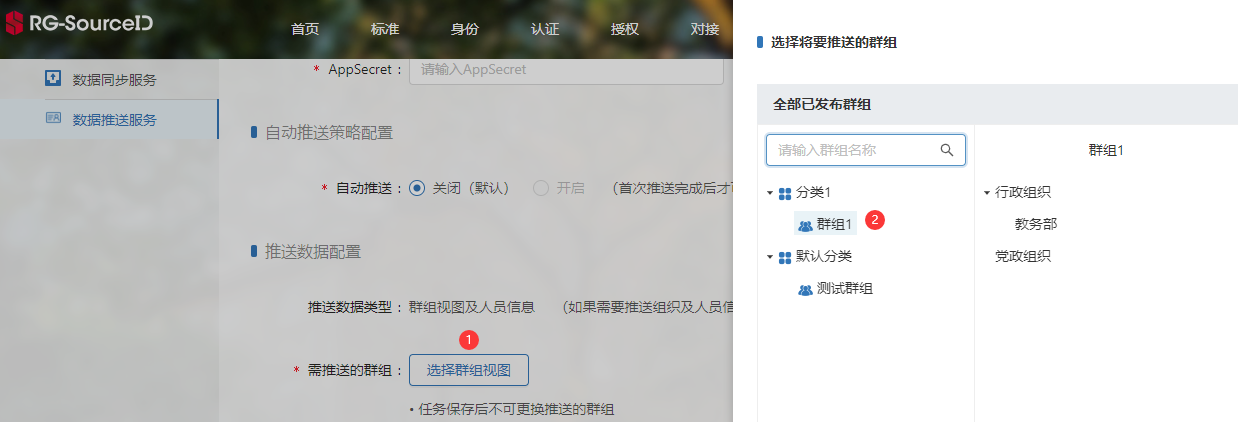 RG-SourceID
首页 标准 身份 认证 授权 对接
数据同步服务
数据推送服务
* AppSecret : 请输入AppSecret
自动推送策略配置
* 自动推送 : 关闭（默认） 开启 （首次推送完成后才
推送数据配置
推送数据类型 : 群组视图及人员信息 （如果需要推送组织及人员信
1
* 需推送的群组 : 选择群组视图
• 任务保存后不可更换推送的群组
选择将要推送的群组
全部已发布群组
请输入群组名称
分类1
群组1 2
默认分类
测试群组
群组1
行政组织
教务部
党政组织